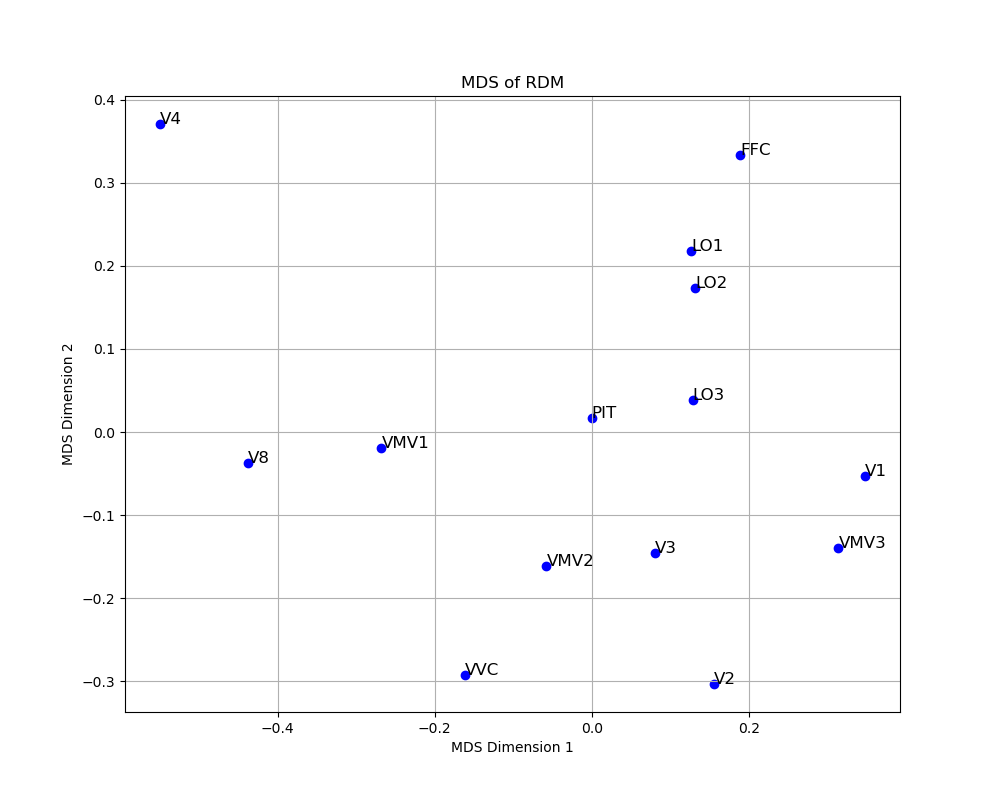 MDS of RDM
0.4
V4
FFC
0.3
LO1
0.2
LO2
0.1
LO3
PIT
0.0
VMV1
V8
V1
−0.1
VMV3
V3
VMV2
−0.2
VVC
V2
−0.3
−0.4
−0.2
0.0
0.2
MDS Dimension 1
MDS Dimension 2